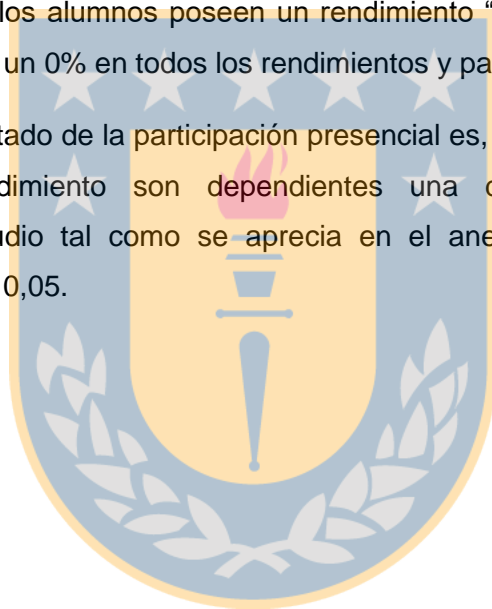 los alumnos poseen un rendimiento “
un 0% en todos los rendimientos y pa
tado de la participación presencial es,
dimiento son dependientes una
udio tal como se aprecia en el ane
0,05.